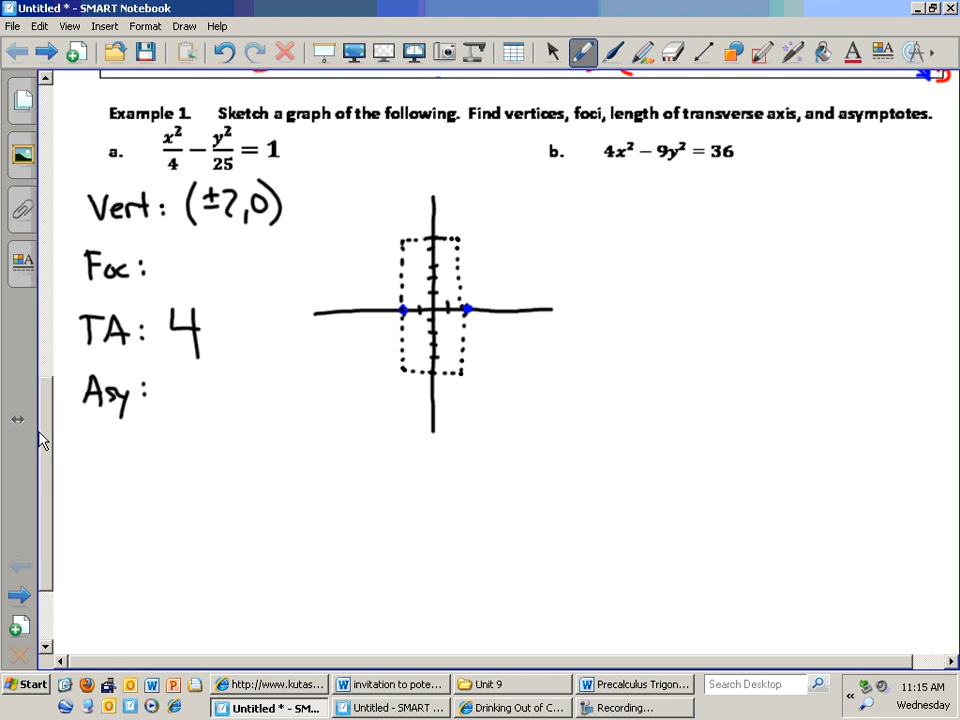 Untitled * - SMART Notebook
File Edit View Insert Format Draw Help
Example 1. Sketch a graph of the following. Find vertices, foci, length of transverse axis, and asymptotes.
a. x²/4 − y²/25 = 1
b. 4x² − 9y² = 36
Vert: (±2,0)
Foc:
TA: 4
Asy:
Start
http://www.kutas...
invitation to pote...
Unit 9
Precalculus Trigon...
Search Desktop
11:15 AM
Untitled * - SM...
Untitled - SMART ...
Drinking Out of C...
Recording...
Wednesday